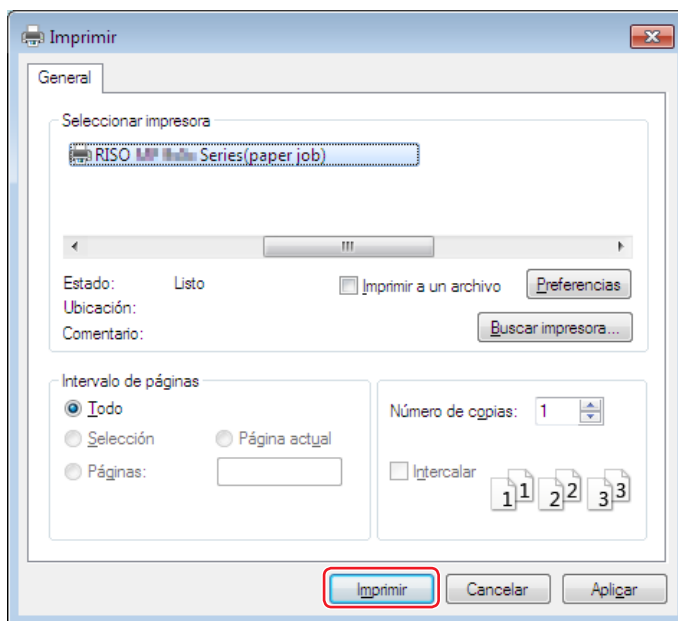 Imprimir
General
Seleccionar impresora
RISO Series(paper job)
Estado: Listo
Imprimir a un archivo
Preferencias
Ubicación:
Comentario:
Buscar impresora...
Intervalo de páginas
Todo
Selección
Página actual
Páginas:
Número de copias: 1
Intercalar
1 1 2 2 3 3
Imprimir
Cancelar
Aplicar